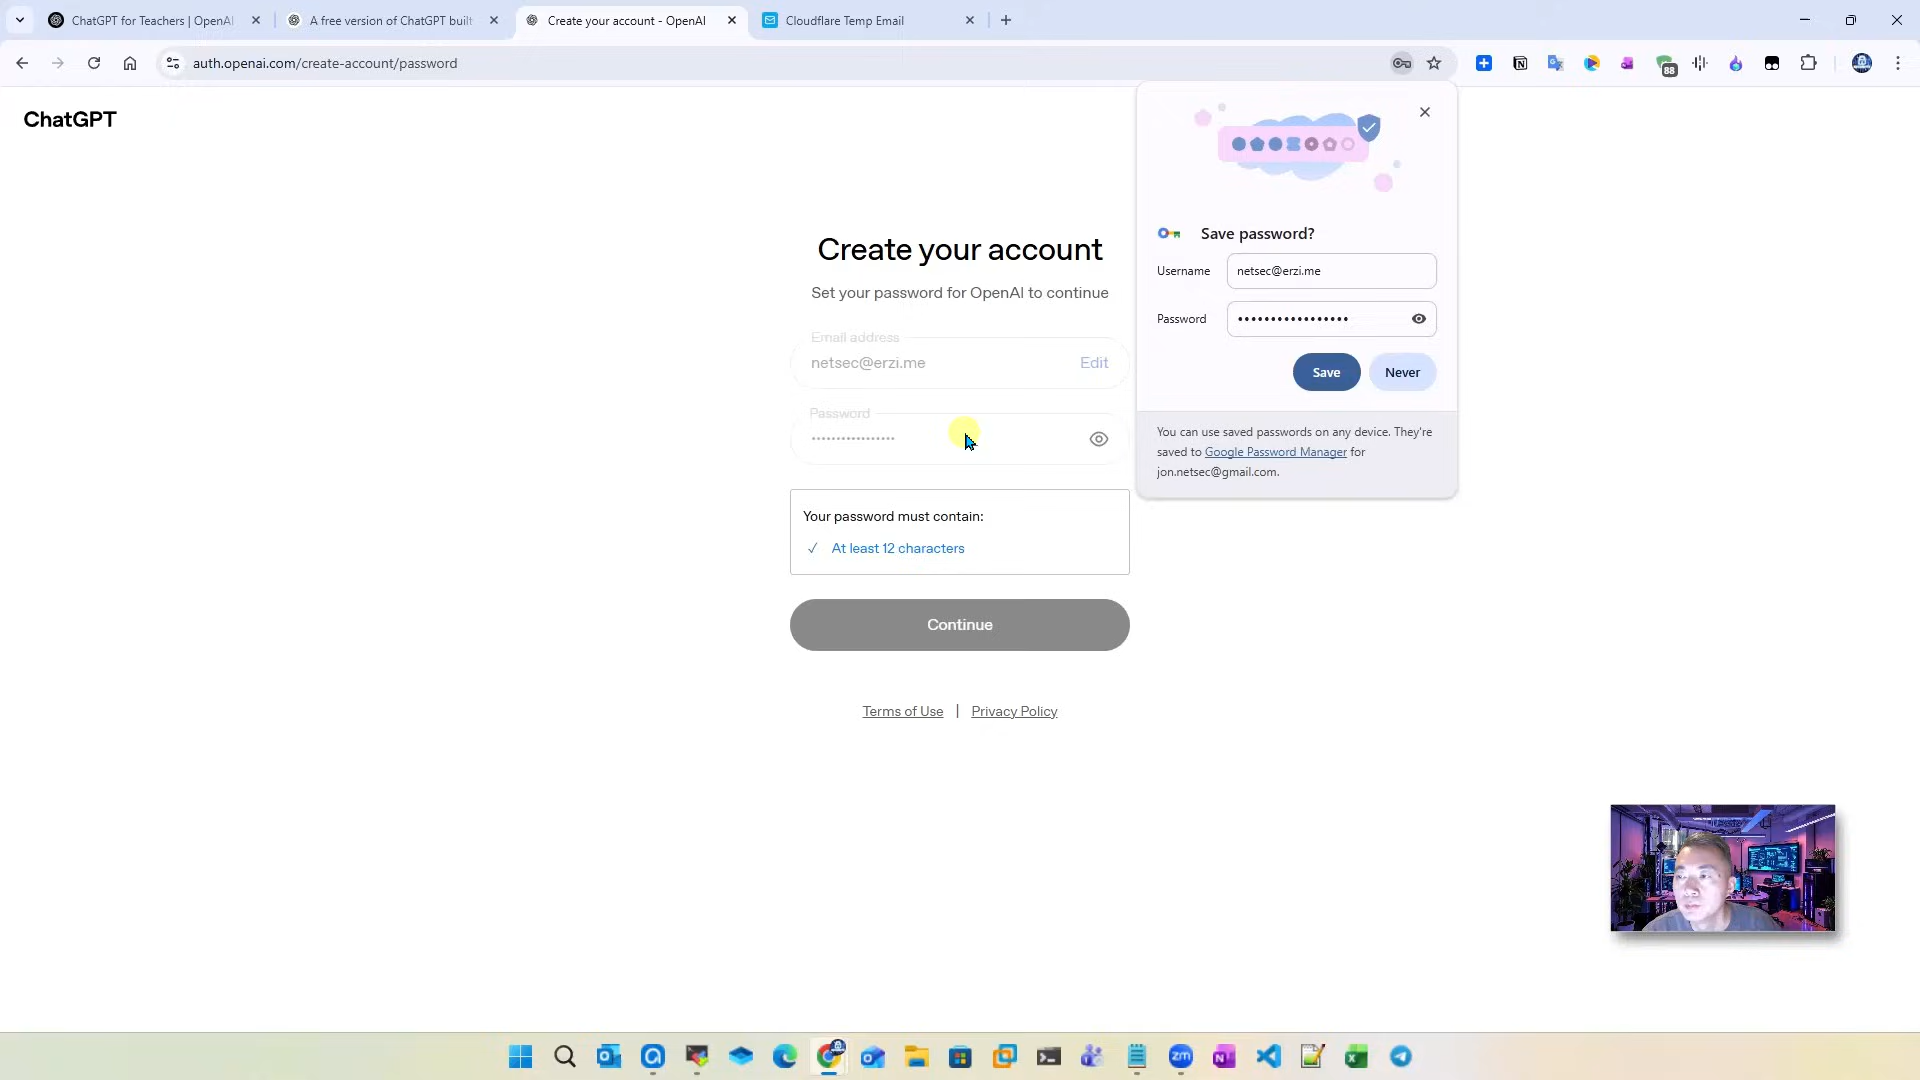 ChatGPT for Teachers | OpenAI
A free version of ChatGPT built
Create your account - OpenAI
Cloudflare Temp Email
auth.openai.com/create-account/password
88
ChatGPT
Create your account
Set your password for OpenAI to continue
Email address
netsec@erzi.me
Edit
Password
•••••••••••••••••
Your password must contain:
✓ At least 12 characters
Continue
Terms of Use | Privacy Policy
Save password?
Username
netsec@erzi.me
Password
•••••••••••••••••
Save
Never
You can use saved passwords on any device. They're
saved to Google Password Manager for
jon.netsec@gmail.com.
zm